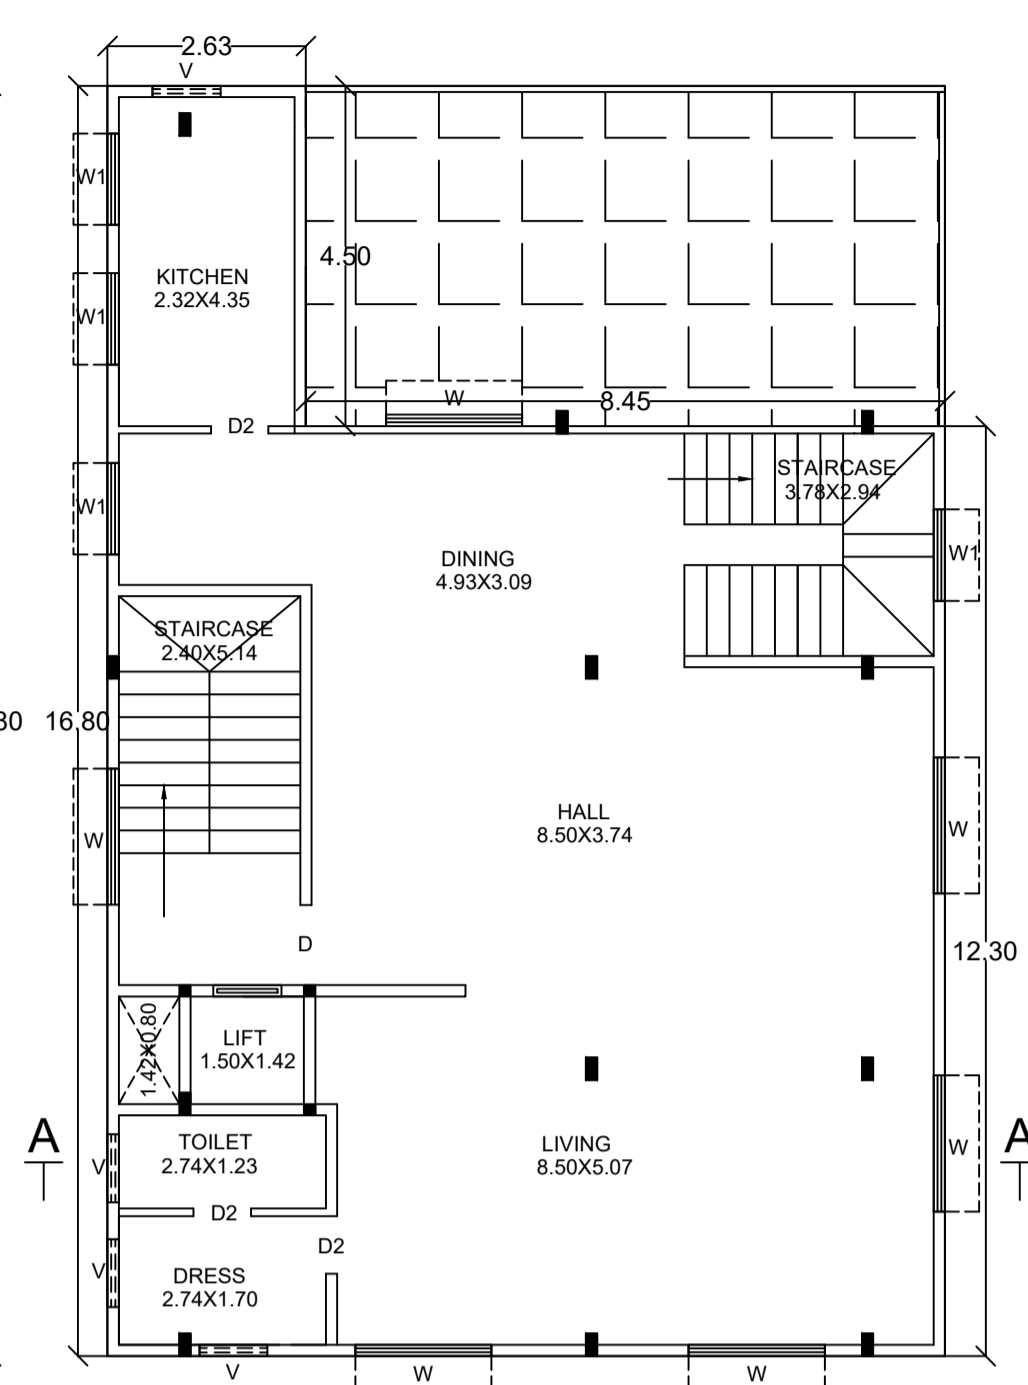 2.63
V
W1
4.50
KITCHEN
2.32X4.35
W1
W
8.45
D2
STAIRCASE
3.78X2.94
W1
W1
DINING
4.93X3.09
STAIRCASE
2.40X5.14
30
16.80
HALL
8.50X3.74
W
W
D
12.30
1.42X0.80
LIFT
1.50X1.42
A
A
TOILET
2.74X1.23
LIVING
8.50X5.07
W
V
D2
D2
V
DRESS
2.74X1.70
V
W
W